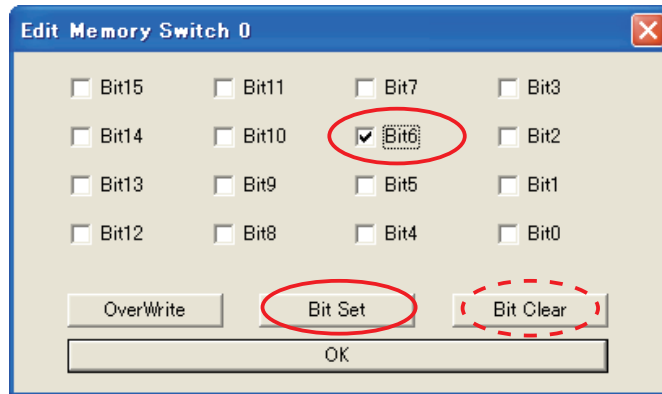 Edit Memory Switch 0
Bit15 Bit11 Bit7 Bit3
Bit14 Bit10 Bit6 Bit2
Bit13 Bit9 Bit5 Bit1
Bit12 Bit8 Bit4 Bit0
OverWrite Bit Set Bit Clear
OK